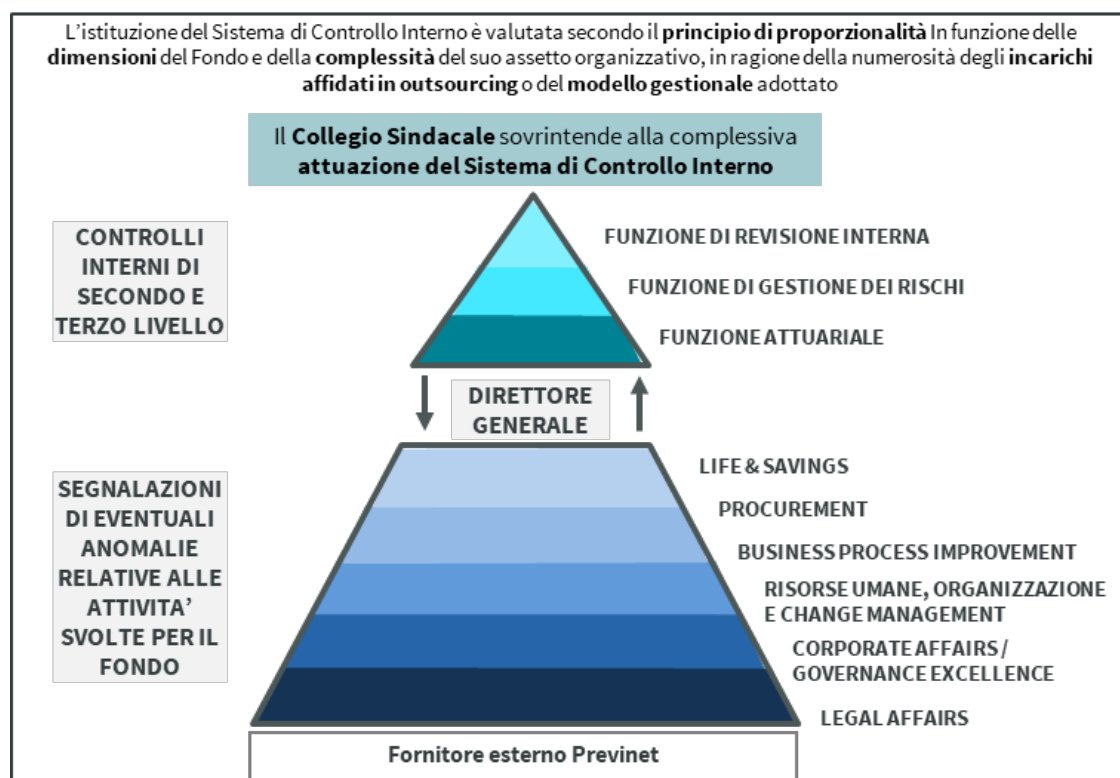 L’istituzione del Sistema di Controllo Interno è valutata secondo il principio di proporzionalità In funzione delle
dimensioni del Fondo e della complessità del suo assetto organizzativo, in ragione della numerosità degli incarichi
affidati in outsourcing o del modello gestionale adottato
Il Collegio Sindacale sovrintende alla complessiva
attuazione del Sistema di Controllo Interno
CONTROLLI
INTERNI DI
SECONDO E
TERZO LIVELLO
FUNZIONE DI REVISIONE INTERNA
FUNZIONE DI GESTIONE DEI RISCHI
FUNZIONE ATTUARIALE
DIRETTORE
GENERALE
SEGNALAZIONI
DI EVENTUALI
ANOMALIE
RELATIVE ALLE
ATTIVITA’
SVOLTE PER IL
FONDO
LIFE & SAVINGS
PROCUREMENT
BUSINESS PROCESS IMPROVEMENT
RISORSE UMANE, ORGANIZZAZIONE
E CHANGE MANAGEMENT
CORPORATE AFFAIRS /
GOVERNANCE EXCELLENCE
LEGAL AFFAIRS
Fornitore esterno Previnet